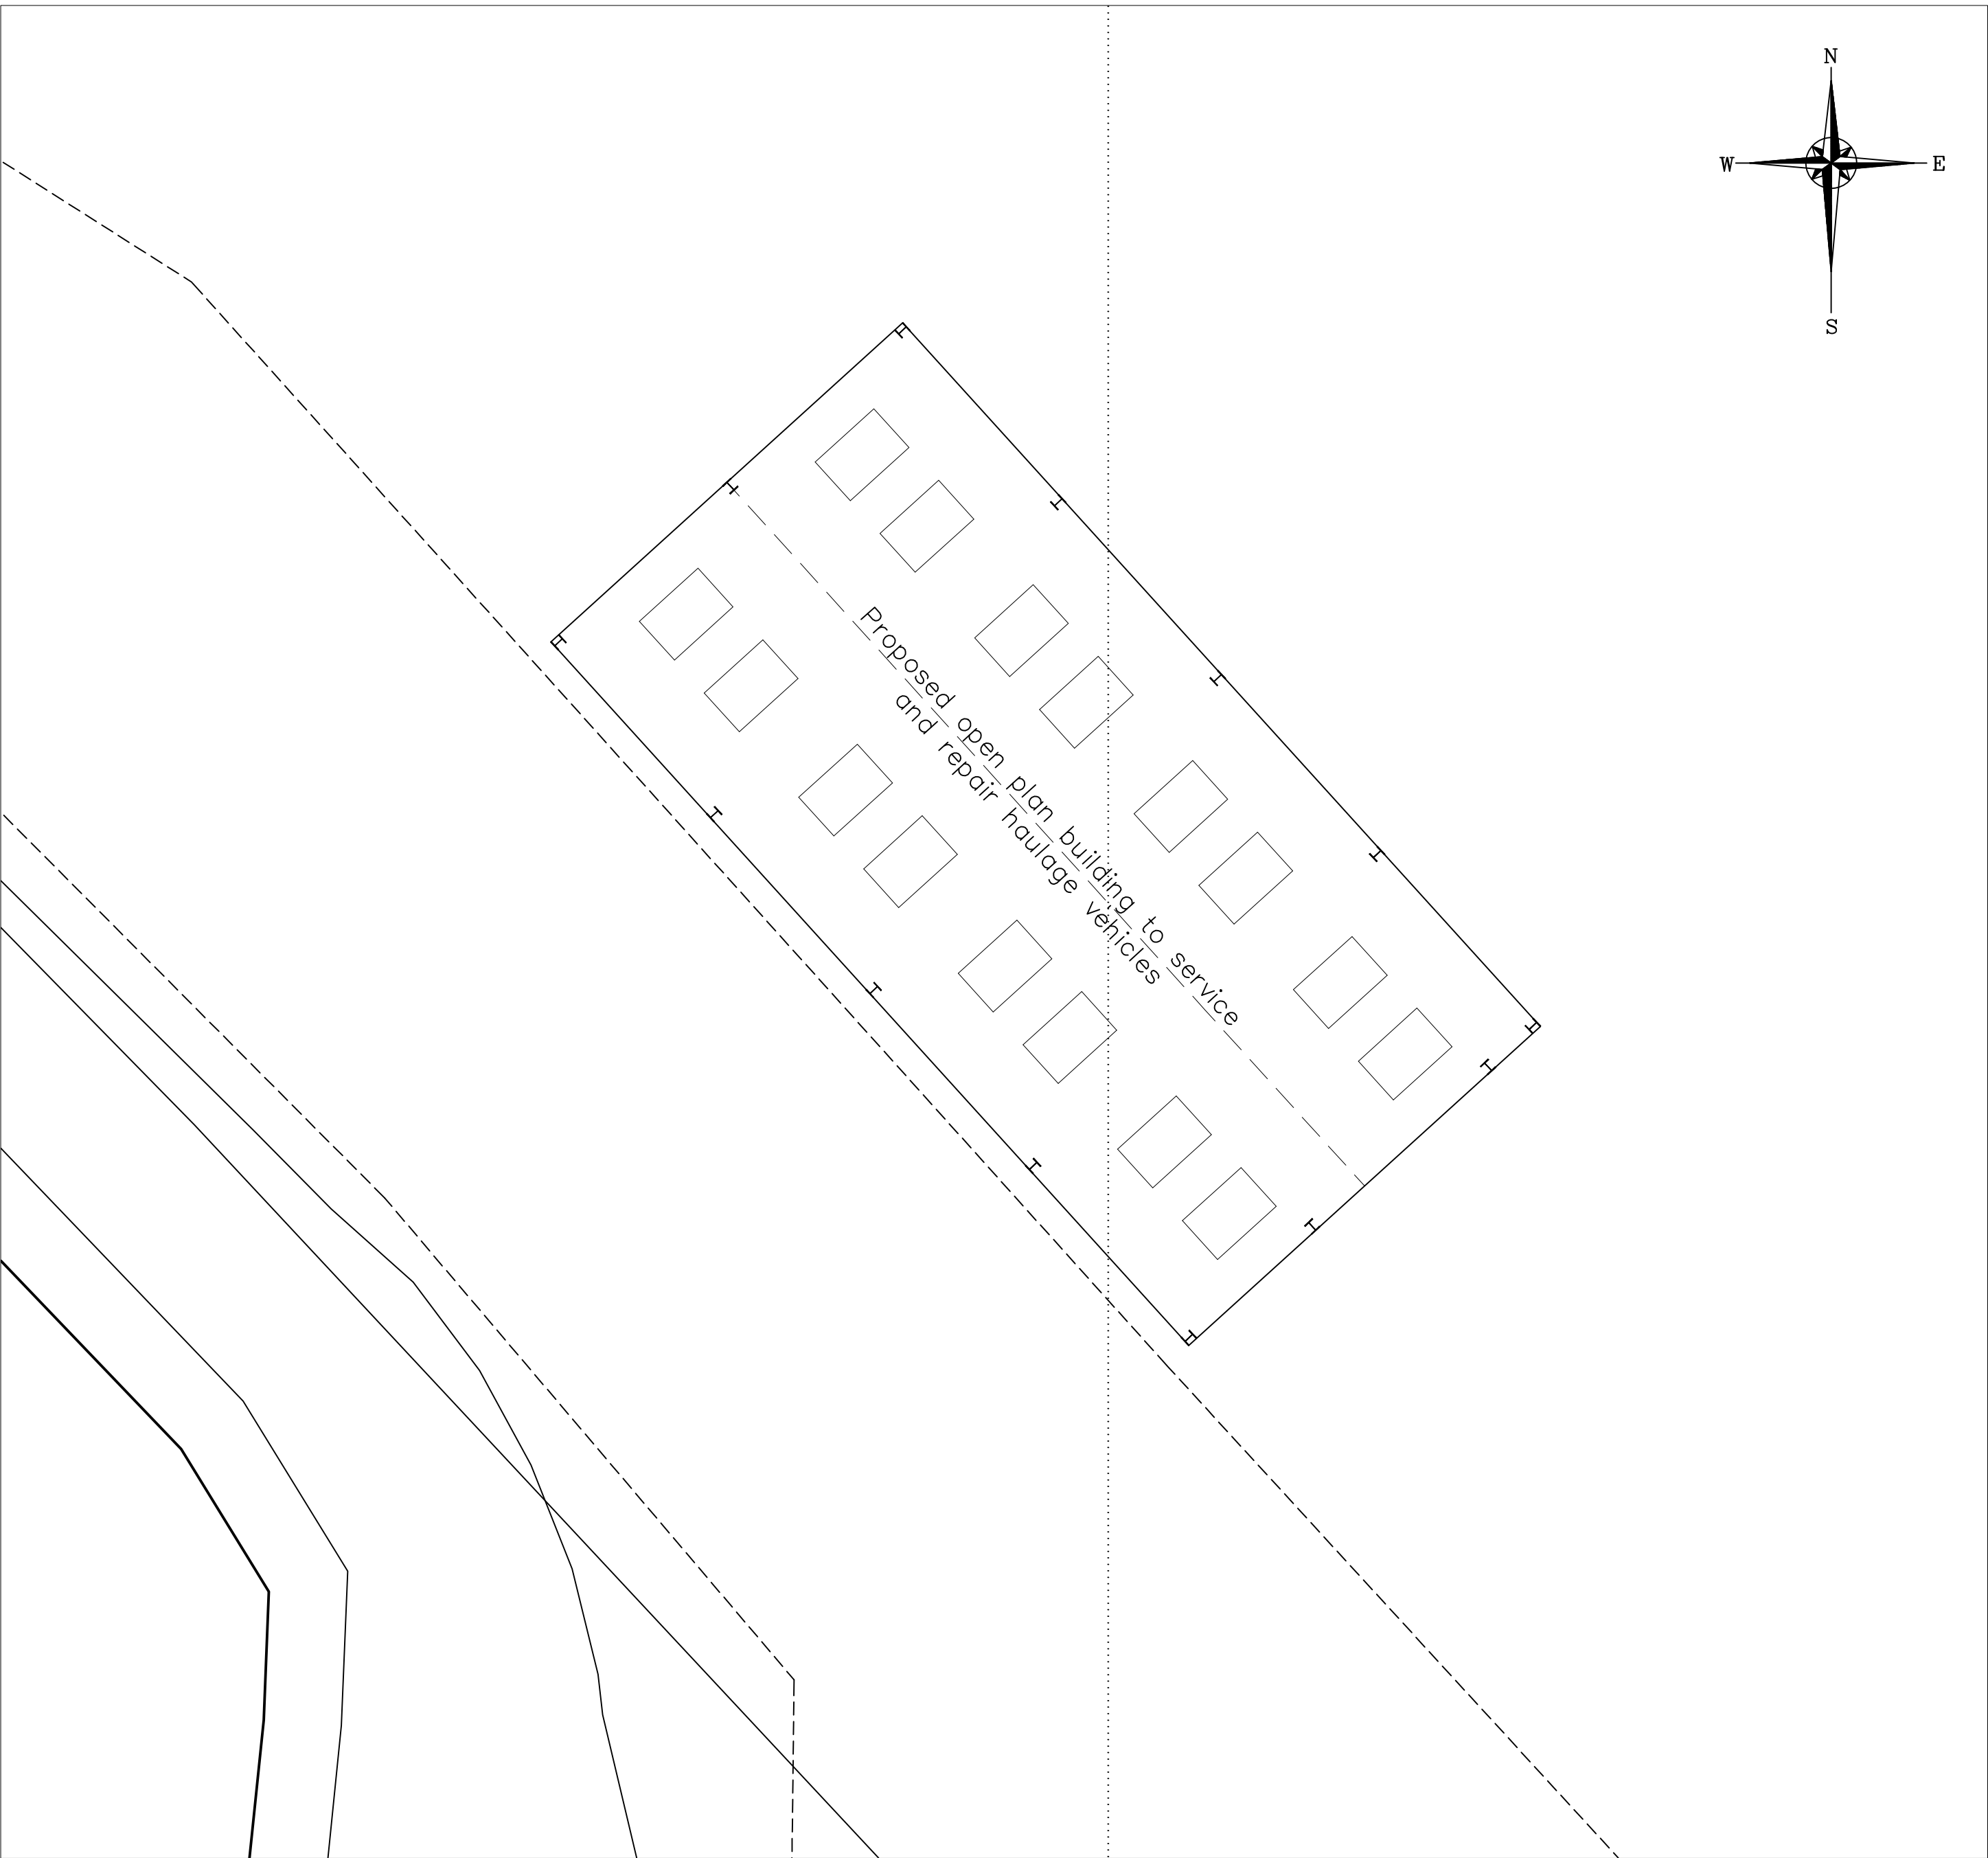 N
W
E
S
Proposed open plan building to service
and repair haulage vehicles